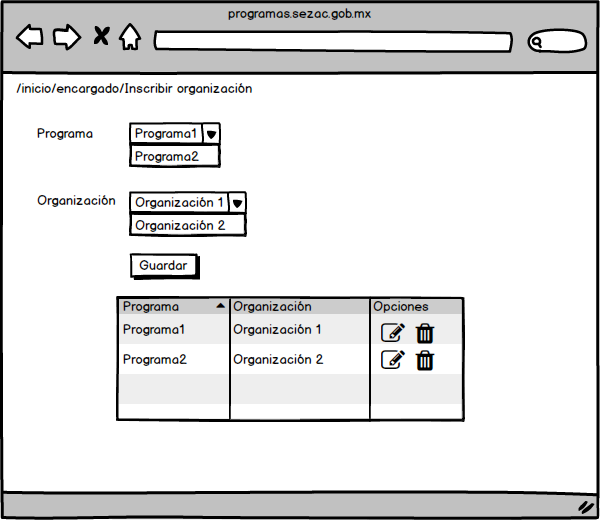 programas.sezac.gob.mx
/inicio/encargado/Inscribir organización
Programa
Programa1
Programa2
Organización
Organización 1
Organización 2
Guardar
Programa Organización Opciones
Programa1 Organización 1
Programa2 Organización 2